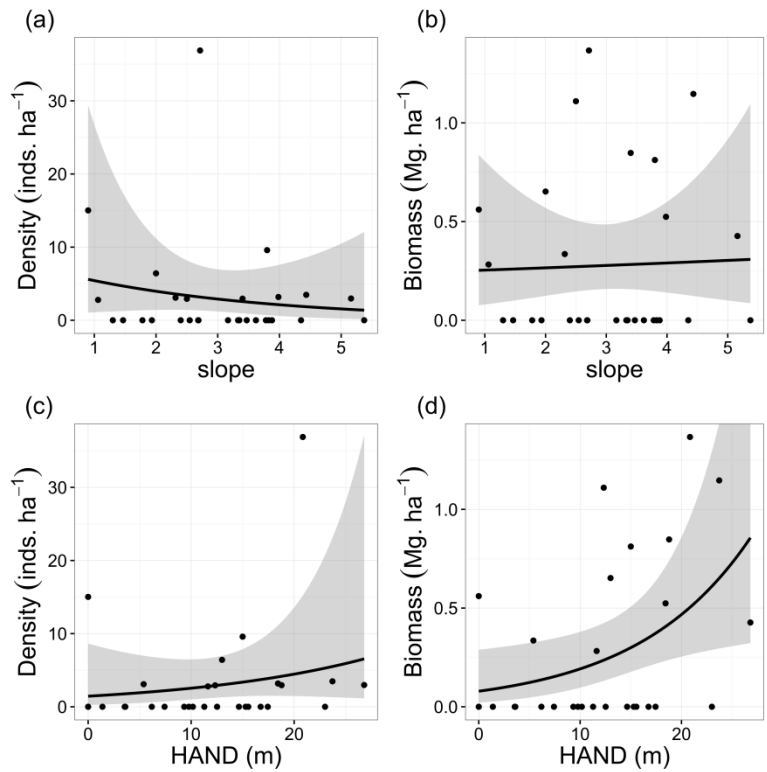 (a)
(b)
Density (inds. ha⁻¹)
30
20
10
0
1 2 3 4 5
slope
Biomass (Mg. ha⁻¹)
1.0
0.5
0.0
1 2 3 4 5
slope
(c)
(d)
Density (inds. ha⁻¹)
30
20
10
0
0 10 20
HAND (m)
Biomass (Mg. ha⁻¹)
1.0
0.5
0.0
0 10 20
HAND (m)